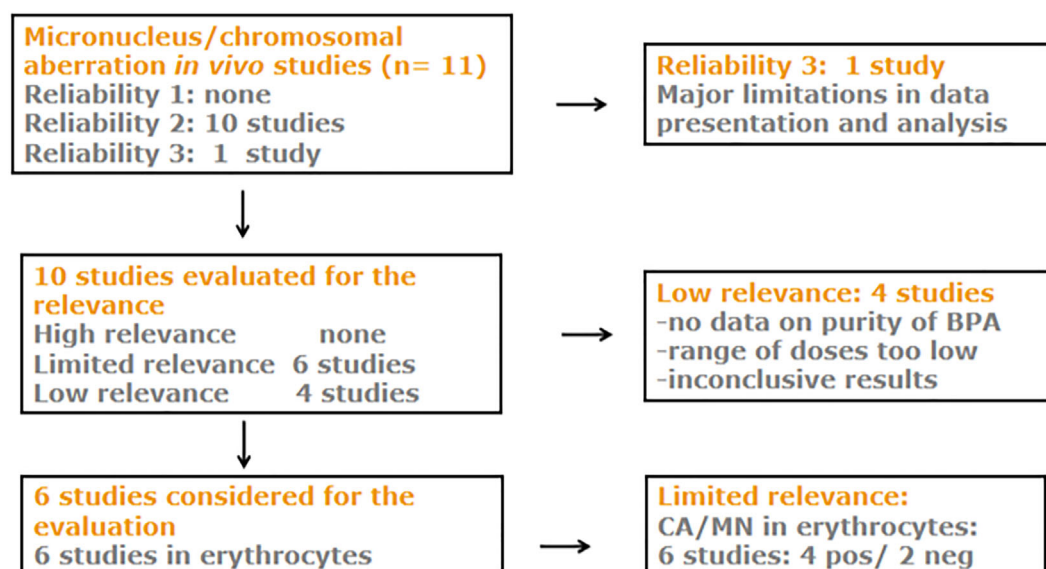 Micronucleus/chromosomal
aberration in vivo studies (n= 11)
Reliability 1: none
Reliability 2: 10 studies
Reliability 3: 1 study
Reliability 3: 1 study
Major limitations in data
presentation and analysis
10 studies evaluated for the
relevance
High relevance none
Limited relevance 6 studies
Low relevance 4 studies
Low relevance: 4 studies
-no data on purity of BPA
-range of doses too low
-inconclusive results
6 studies considered for the
evaluation
6 studies in erythrocytes
Limited relevance:
CA/MN in erythrocytes:
6 studies: 4 pos/ 2 neg